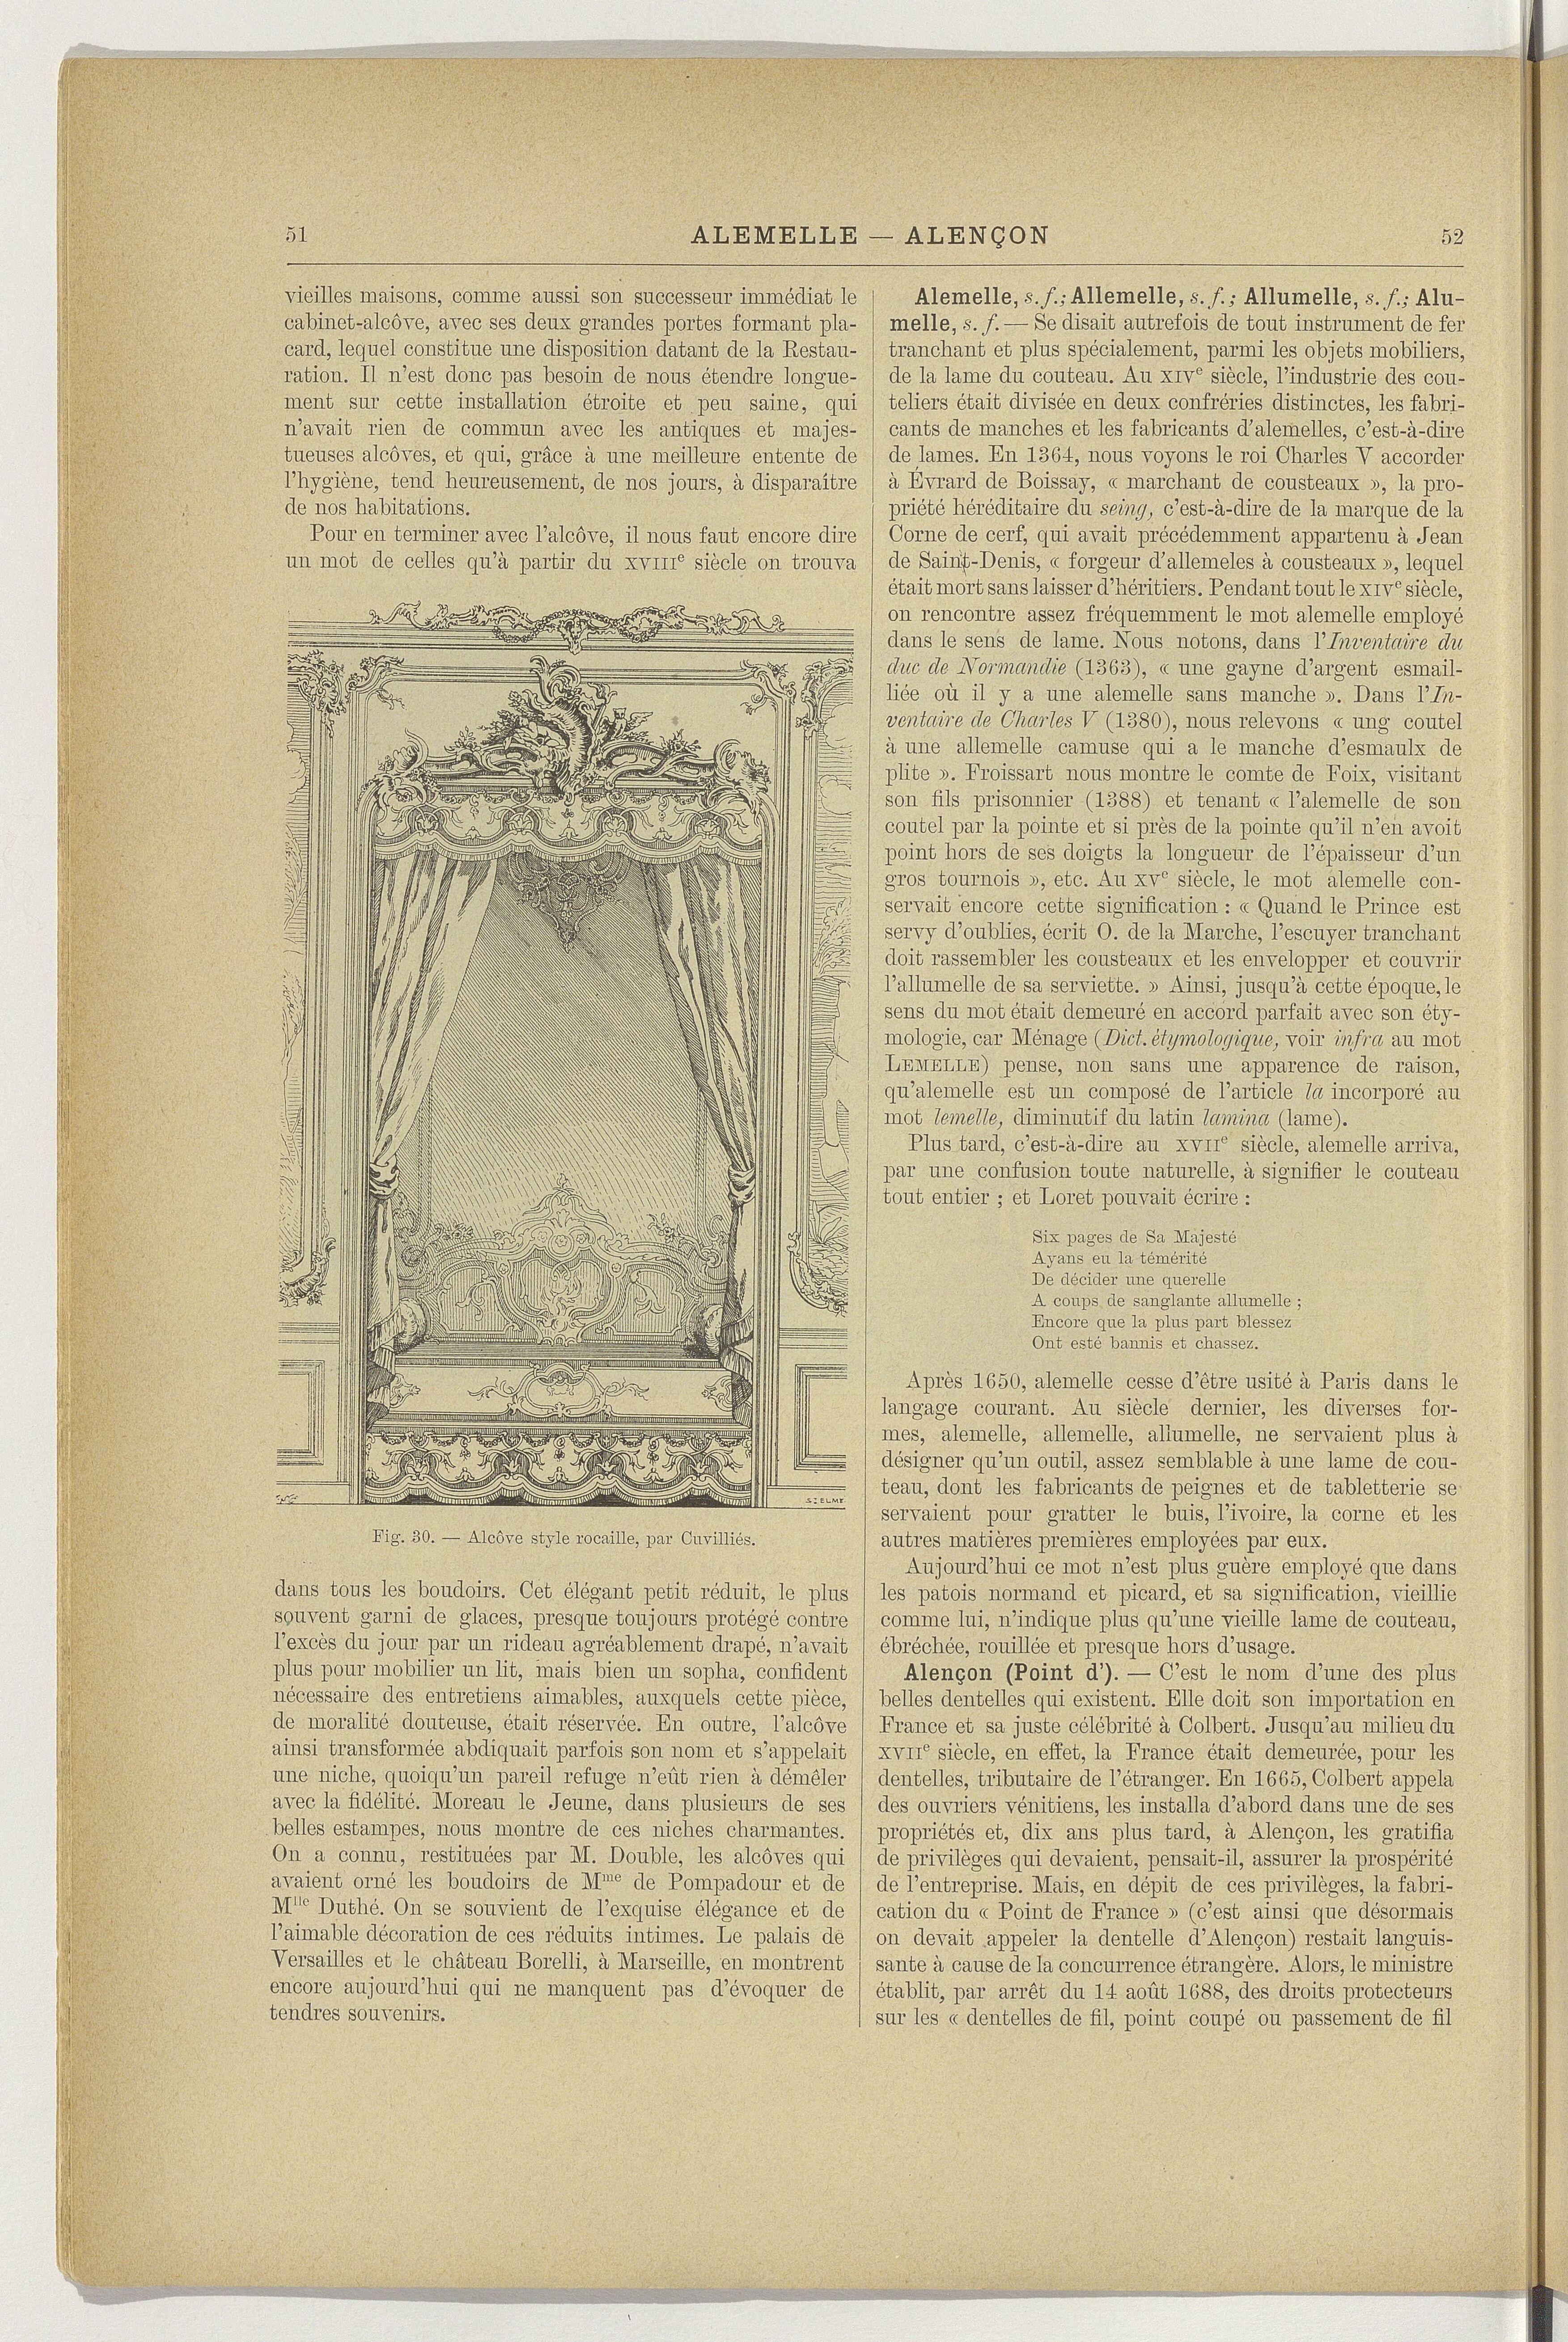 51
ALEMELLE — ALENÇON
52
vieilles maisons, comme aussi son successeur immédiat le
cabinet-alcôve, avec ses deux grandes portes formant pla-
card, lequel constitue une disposition datant de la Restau-
ration. Il n'est donc pas besoin de nous étendre longue-
ment sur cette installation étroite et peu saine, qui
n'avait rien de commun avec les antiques et majes-
tueuses alcôves, et qui, grâce à une meilleure entente de
l'hygiène, tend heureusement, de nos jours, à disparaître
de nos habitations.
Pour en terminer avec l'alcôve, il nous faut encore dire
un mot de celles qu'à partir du XVIIIe siècle on trouva
Fig. 30. — Alcôve style rocaille, par Cuvilliés.
dans tous les boudoirs. Cet élégant petit réduit, le plus
souvent garni de glaces, presque toujours protégé contre
l'excès du jour par un rideau agréablement drapé, n'avait
plus pour mobilier un lit, mais bien un sopha, confident
nécessaire des entretiens aimables, auxquels cette pièce,
de moralité douteuse, était réservée. En outre, l'alcôve
ainsi transformée abdiquait parfois son nom et s'appelait
une niche, quoiqu'un pareil refuge n'eût rien à démêler
avec la fidélité. Moreau le Jeune, dans plusieurs de ses
belles estampes, nous montre de ces niches charmantes.
On a connu, restituées par M. Double, les alcôves qui
avaient orné les boudoirs de Mme de Pompadour et de
Mlle Duthé. On se souvient de l'exquise élégance et de
l'aimable décoration de ces réduits intimes. Le palais de
Versailles et le château Borelli, à Marseille, en montrent
encore aujourd'hui qui ne manquent pas d'évoquer de
tendres souvenirs.
Alemelle, s. f.; Allemelle, s. f.; Allumelle, s. f.; Alu-
melle, s. f. — Se disait autrefois de tout instrument de fer
tranchant et plus spécialement, parmi les objets mobiliers,
de la lame du couteau. Au XIVe siècle, l'industrie des cou-
teliers était divisée en deux confréries distinctes, les fabri-
cants de manches et les fabricants d'alemelles, c'est-à-dire
de lames. En 1364, nous voyons le roi Charles V accorder
à Évrard de Boissay, « marchant de cousteaux », la pro-
priété héréditaire du seing, c'est-à-dire de la marque de la
Corne de cerf, qui avait précédemment appartenu à Jean
de Saint-Denis, « forgeur d'allemeles à cousteaux », lequel
était mort sans laisser d'héritiers. Pendant tout le XIVe siècle,
on rencontre assez fréquemment le mot alemelle employé
dans le sens de lame. Nous notons, dans l'Inventaire du
duc de Normandie (1363), « une gayne d'argent esmail-
liée où il y a une alemelle sans manche ». Dans l'In-
ventaire de Charles V (1380), nous relevons « ung coutel
à une allemelle camuse qui a le manche d'esmaulx de
plite ». Froissart nous montre le comte de Foix, visitant
son fils prisonnier (1388) et tenant « l'alemelle de son
coutel par la pointe et si près de la pointe qu'il n'en avoit
point hors de ses doigts la longueur de l'épaisseur d'un
gros tournois », etc. Au XVe siècle, le mot alemelle con-
servait encore cette signification : « Quand le Prince est
servy d'oublies, écrit O. de la Marche, l'escuyer tranchant
doit rassembler les cousteaux et les envelopper et couvrir
l'allumelle de sa serviette. » Ainsi, jusqu'à cette époque, le
sens du mot était demeuré en accord parfait avec son éty-
mologie, car Ménage (Dict. étymologique, voir infra au mot
LEMELLE) pense, non sans une apparence de raison,
qu'alemelle est un composé de l'article la incorporé au
mot lemelle, diminutif du latin lamina (lame).
Plus tard, c'est-à-dire au XVIIe siècle, alemelle arriva,
par une confusion toute naturelle, à signifier le couteau
tout entier ; et Loret pouvait écrire :
Six pages de Sa Majesté
Ayans eu la témérité
De décider une querelle
A coups de sanglante allumelle ;
Encore que la plus part blessez
Ont esté bannis et chassez.
Après 1650, alemelle cesse d'être usité à Paris dans le
langage courant. Au siècle dernier, les diverses for-
mes, alemelle, allemelle, allumelle, ne servaient plus à
désigner qu'un outil, assez semblable à une lame de cou-
teau, dont les fabricants de peignes et de tabletterie se
servaient pour gratter le buis, l'ivoire, la corne et les
autres matières premières employées par eux.
Aujourd'hui ce mot n'est plus guère employé que dans
les patois normand et picard, et sa signification, vieillie
comme lui, n'indique plus qu'une vieille lame de couteau,
ébréchée, rouillée et presque hors d'usage.
Alençon (Point d'). — C'est le nom d'une des plus
belles dentelles qui existent. Elle doit son importation en
France et sa juste célébrité à Colbert. Jusqu'au milieu du
XVIIe siècle, en effet, la France était demeurée, pour les
dentelles, tributaire de l'étranger. En 1665, Colbert appela
des ouvriers vénitiens, les installa d'abord dans une de ses
propriétés et, dix ans plus tard, à Alençon, les gratifia
de privilèges qui devaient, pensait-il, assurer la prospérité
de l'entreprise. Mais, en dépit de ces privilèges, la fabri-
cation du « Point de France » (c'est ainsi que désormais
on devait appeler la dentelle d'Alençon) restait languis-
sante à cause de la concurrence étrangère. Alors, le ministre
établit, par arrêt du 14 août 1688, des droits protecteurs
sur les « dentelles de fil, point coupé ou passement de fil